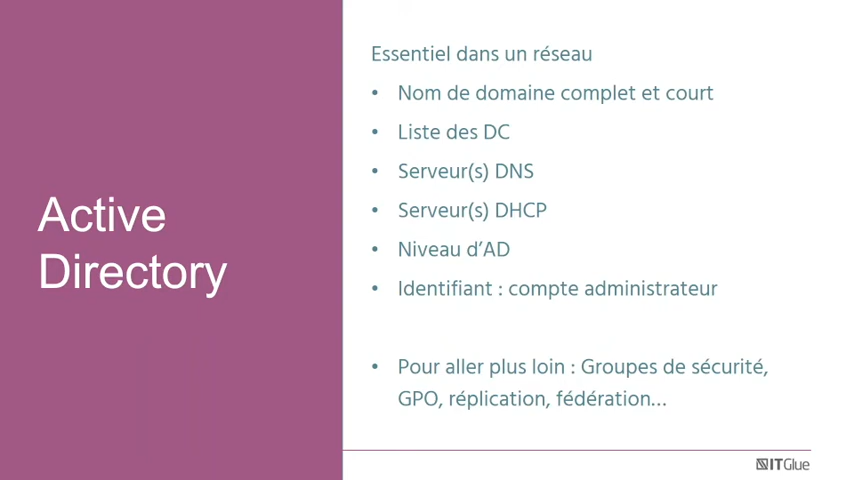 Active
Directory
Essentiel dans un réseau
• Nom de domaine complet et court
• Liste des DC
• Serveur(s) DNS
• Serveur(s) DHCP
• Niveau d’AD
• Identifiant : compte administrateur
• Pour aller plus loin : Groupes de sécurité,
GPO, réplication, fédération…
ITGlue